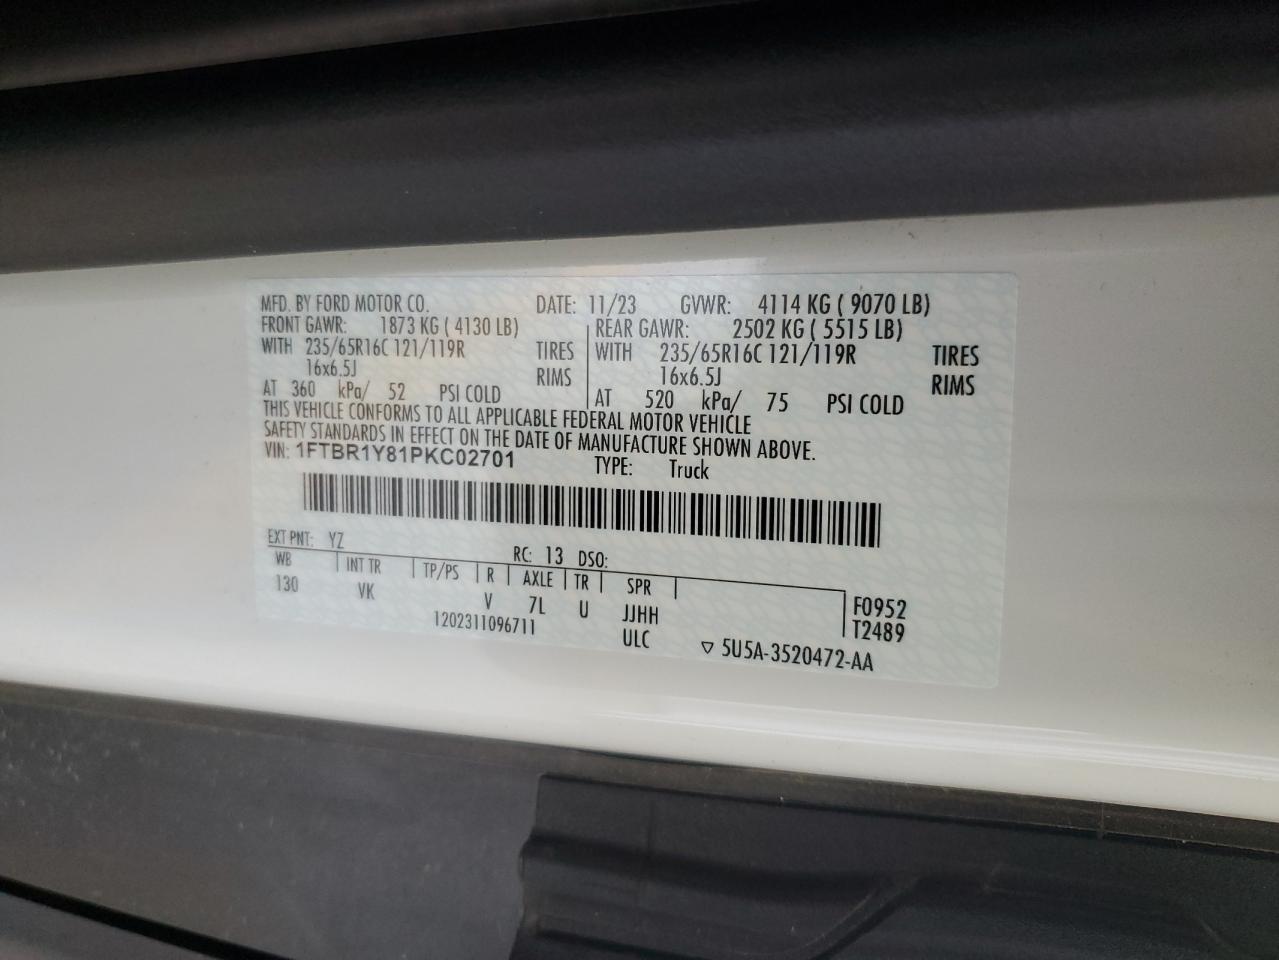 MFD. BY FORD MOTOR CO. DATE: 11/23 GVWR: 4114 KG ( 9070 LB)
FRONT GAWR: 1873 KG ( 4130 LB) REAR GAWR: 2502 KG ( 5515 LB)
WITH 235/65R16C 121/119R TIRES WITH 235/65R16C 121/119R TIRES
16x6.5J RIMS 16x6.5J RIMS
AT 360 kPa/ 52 PSI COLD AT 520 kPa/ 75 PSI COLD
THIS VEHICLE CONFORMS TO ALL APPLICABLE FEDERAL MOTOR VEHICLE
SAFETY STANDARDS IN EFFECT ON THE DATE OF MANUFACTURE SHOWN ABOVE.
VIN: 1FTBR1Y81PKC02701 TYPE: Truck
EXT PNT: YZ RC: 13 DSO:
WB INT TR TP/PS R AXLE TR SPR
130 VK V 7L U JJHH F0952
1202311096711 ULC T2489
5U5A-3520472-AA